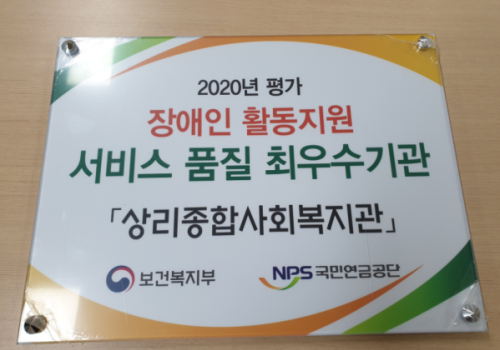 2020년 평가
장애인 활동지원
서비스 품질 최우수기관
「상리종합사회복지관」
보건복지부 NPS 국민연금공단